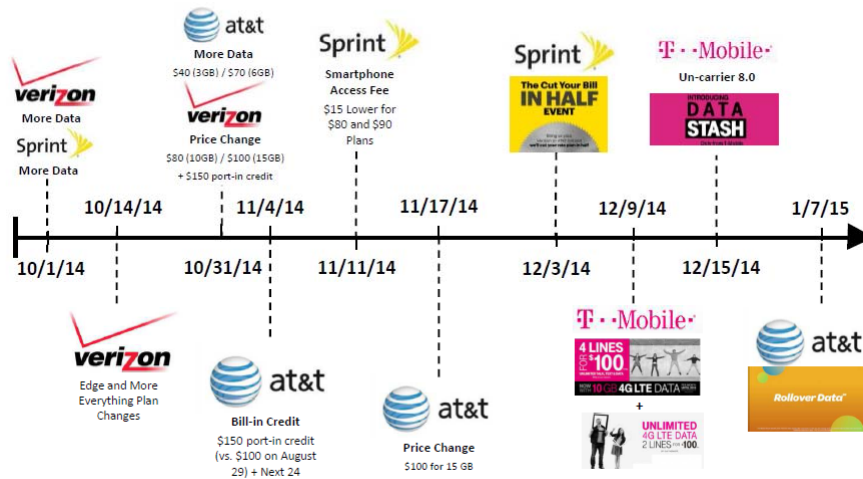 verizon
More Data
Sprint
More Data
at&t
More Data
$40 (3GB) / $70 (6GB)
verizon
Price Change
$80 (10GB) / $100 (15GB)
+ $150 port-in credit
Sprint
Smartphone
Access Fee
$15 Lower for
$80 and $90
Plans
Sprint
The Cut Your Bill
IN HALF
EVENT
T··Mobile·
Un-carrier 8.0
INTRODUCING
DATA
STASH
10/14/14
11/4/14
11/17/14
12/9/14
1/7/15
10/1/14
10/31/14
11/11/14
12/3/14
12/15/14
verizon
Edge and More
Everything Plan
Changes
at&t
Bill-in Credit
$150 port-in credit
(vs. $100 on August
29) + Next 24
at&t
Price Change
$100 for 15 GB
T··Mobile·
4 LINES
FOR $100
NOW WITH 10 GB 4G LTE DATA
+
UNLIMITED
4G LTE DATA
2 LINES FOR $100.
at&t
Rollover Data